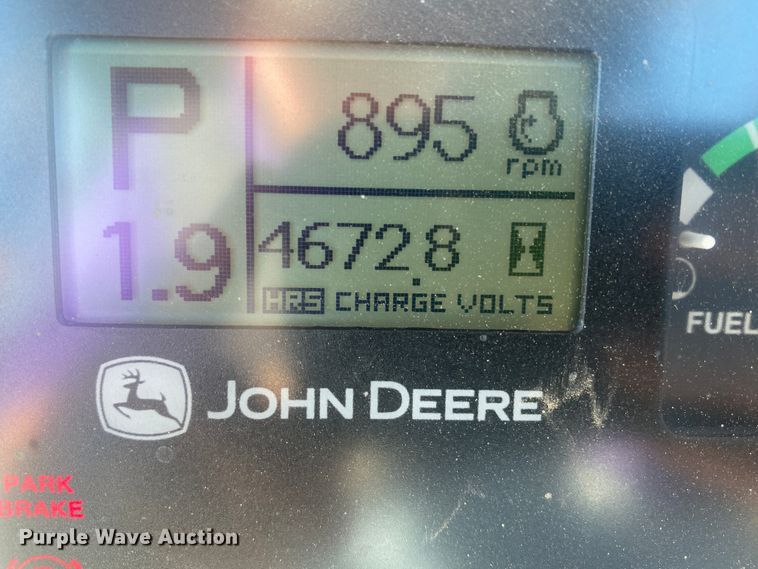 P
895
rpm
1.9
4672.8
HRS CHARGE VOLTS
JOHN DEERE
FUEL
PARK
BRAKE
Purple Wave Auction